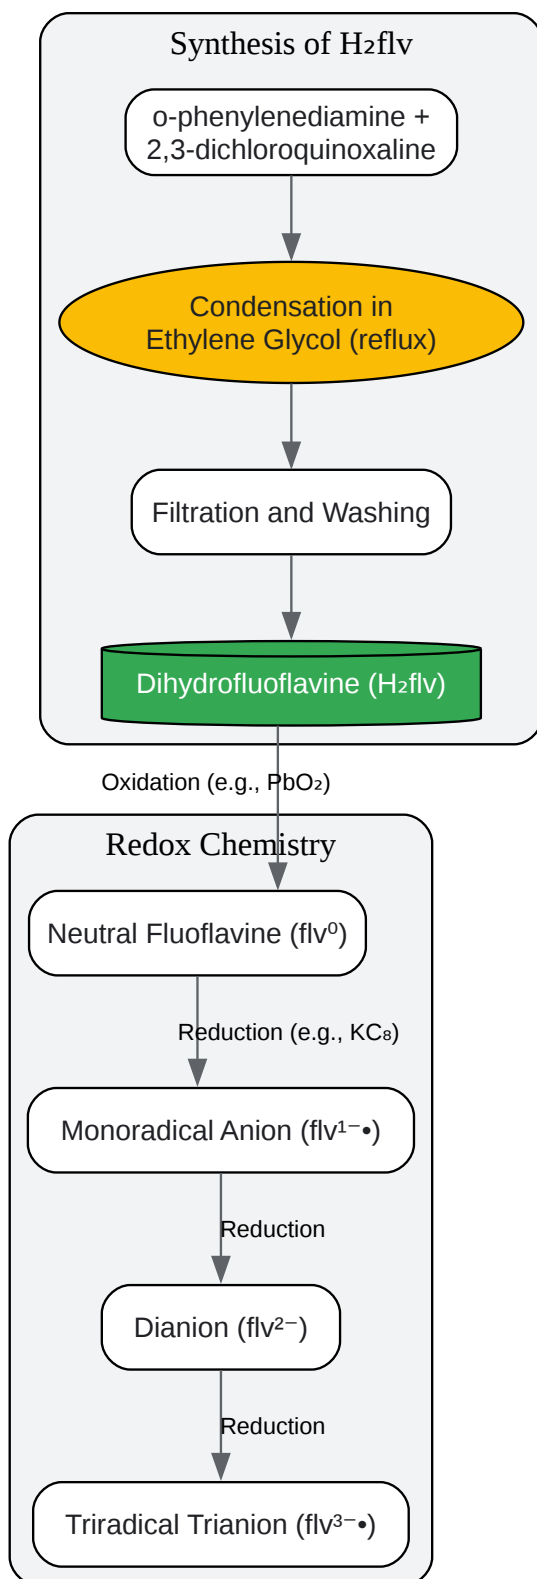 Synthesis of H₂flv
o-phenylenediamine +
2,3-dichloroquinoxaline
Condensation in
Ethylene Glycol (reflux)
Filtration and Washing
Dihydrofluoflavine (H₂flv)
Oxidation (e.g., PbO₂)
Redox Chemistry
Neutral Fluoflavine (flv⁰)
Reduction (e.g., KC₈)
Monoradical Anion (flv¹⁻•)
Reduction
Dianion (flv²⁻)
Reduction
Triradical Trianion (flv³⁻•)